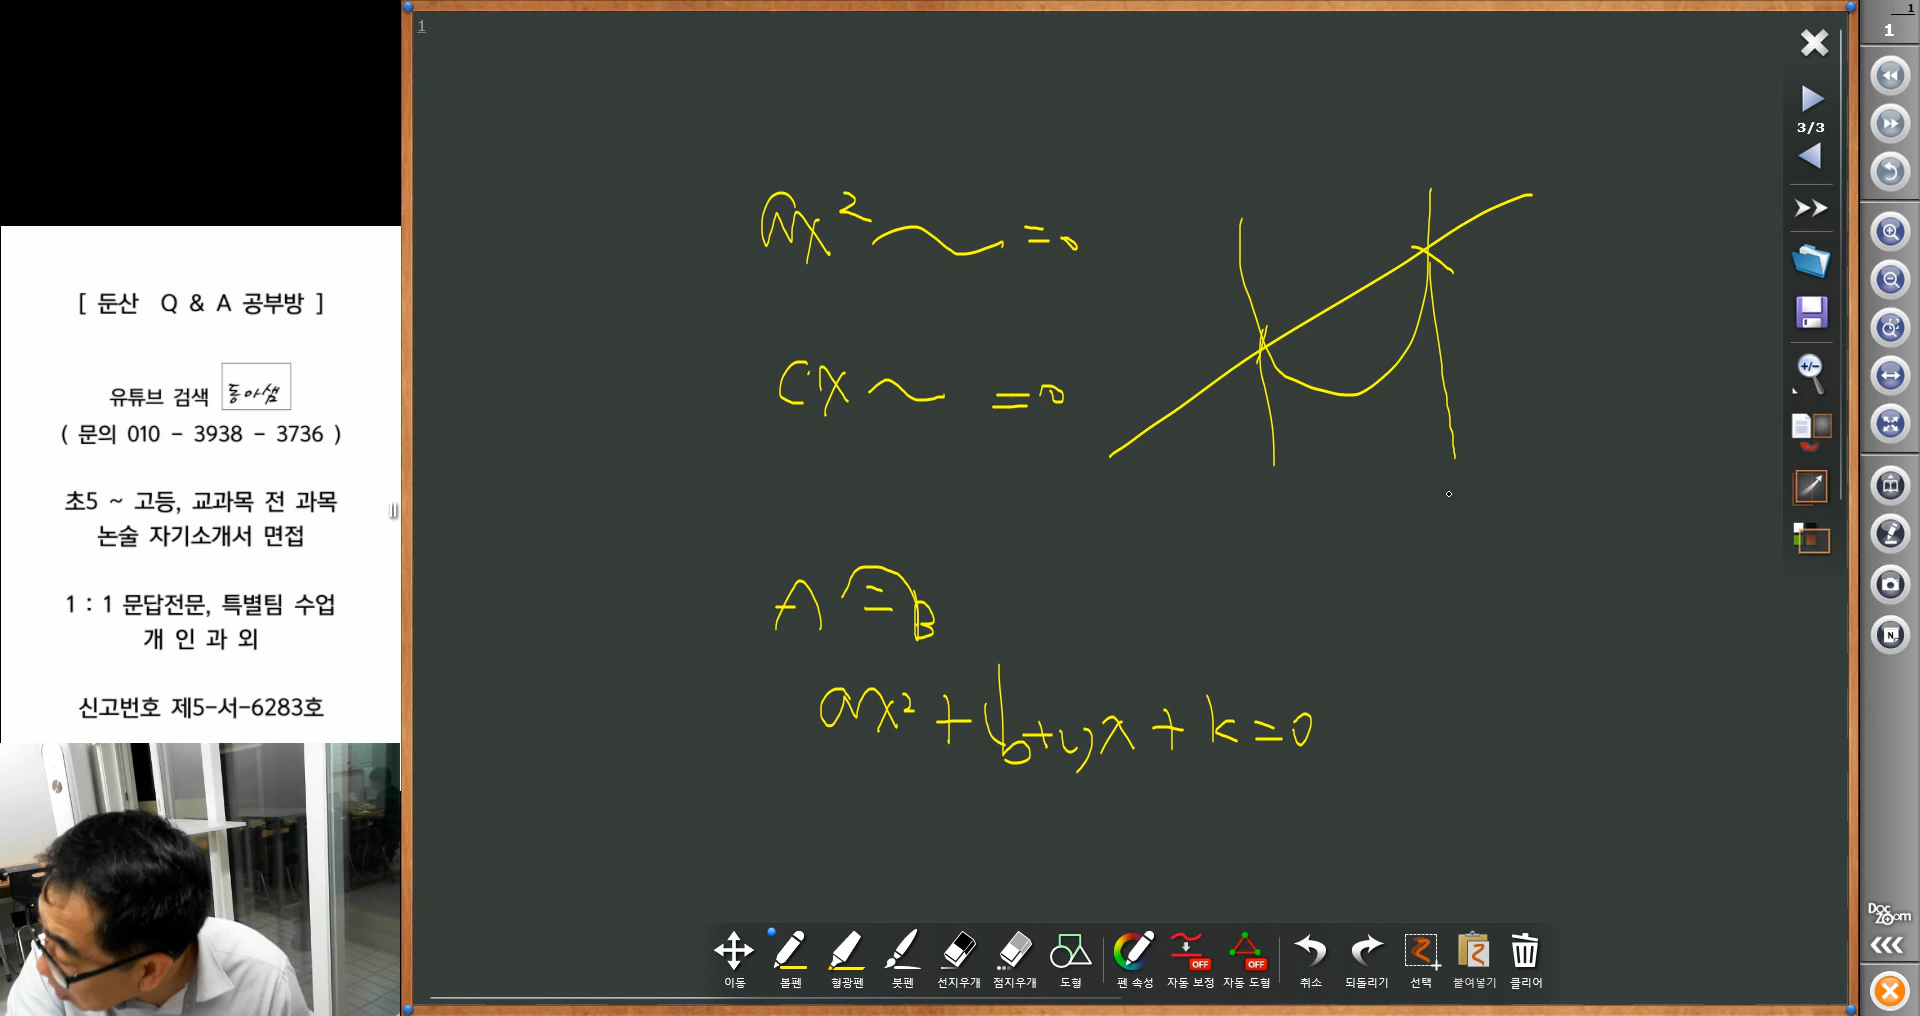 [ 둔산 Q & A 공부방 ]
유튜브 검색 동아샘
( 문의 010 - 3938 - 3736 )
초5 ~ 고등, 교과목 전 과목
논술 자기소개서 면접
1 : 1 문답전문, 특별팀 수업
개 인 과 외
신고번호 제5-서-6283호
1
ax² = 0
cx = 0
A = B
ax² + (b+c)x + k = 0
1
1
3/3
+/-
N
Doc Zoom
이동
볼펜
형광펜
붓펜
선지우개
점지우개
도형
펜 속성
OFF
자동 보정
OFF
자동 도형
취소
되돌리기
선택
붙여넣기
클리어